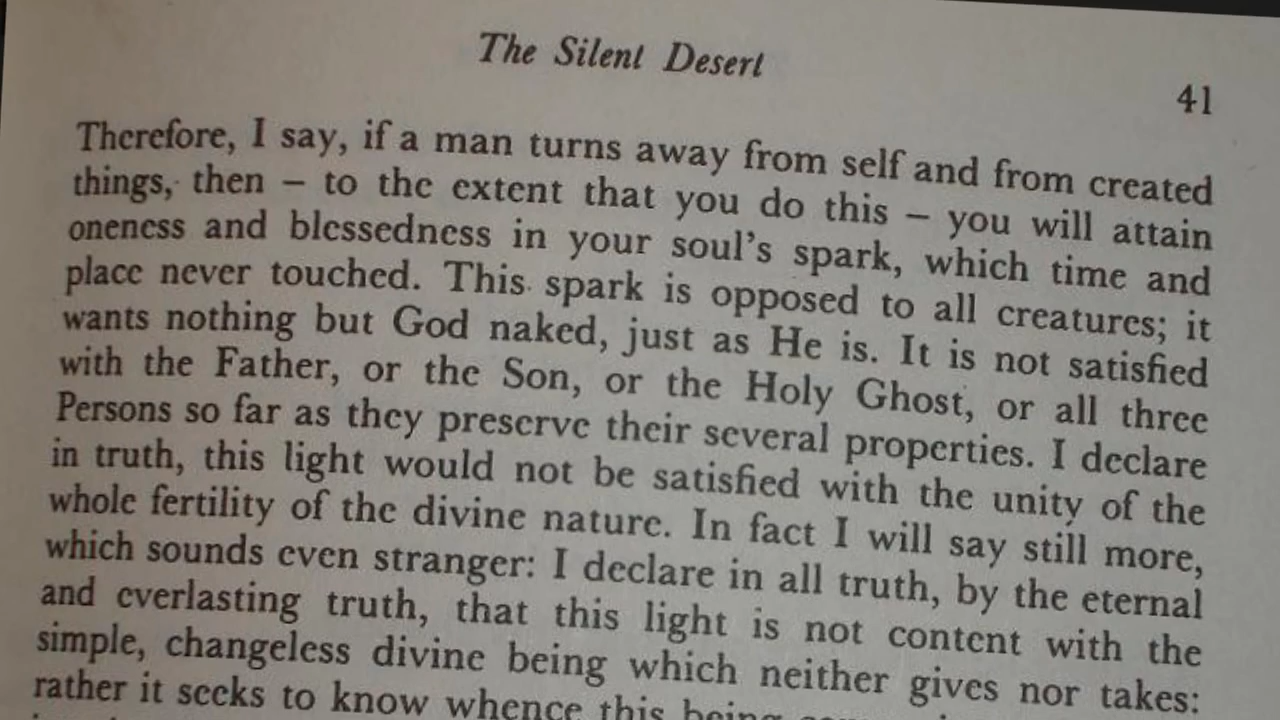 The Silent Desert
41
Therefore, I say, if a man turns away from self and from created
things, then – to the extent that you do this – you will attain
oneness and blessedness in your soul's spark, which time and
place never touched. This spark is opposed to all creatures; it
wants nothing but God naked, just as He is. It is not satisfied
with the Father, or the Son, or the Holy Ghost, or all three
Persons so far as they preserve their several properties. I declare
in truth, this light would not be satisfied with the unity of the
whole fertility of the divine nature. In fact I will say still more,
which sounds even stranger: I declare in all truth, by the eternal
and everlasting truth, that this light is not content with the
simple, changeless divine being which neither gives nor takes:
rather it seeks to know whence this being